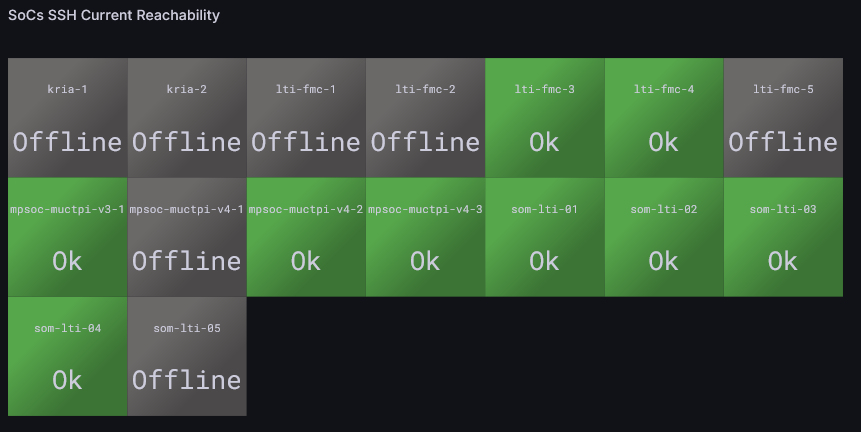 SoCs SSH Current Reachability
kria-1 kria-2 lti-fmc-1 lti-fmc-2 lti-fmc-3 lti-fmc-4 lti-fmc-5
Offline Offline Offline Offline Ok Ok Offline
mpsoc-muctpi-v3-1 mpsoc-muctpi-v4-1 mpsoc-muctpi-v4-2 mpsoc-muctpi-v4-3 som-lti-01 som-lti-02 som-lti-03
Ok Offline Ok Ok Ok Ok Ok
som-lti-04 som-lti-05
Ok Offline